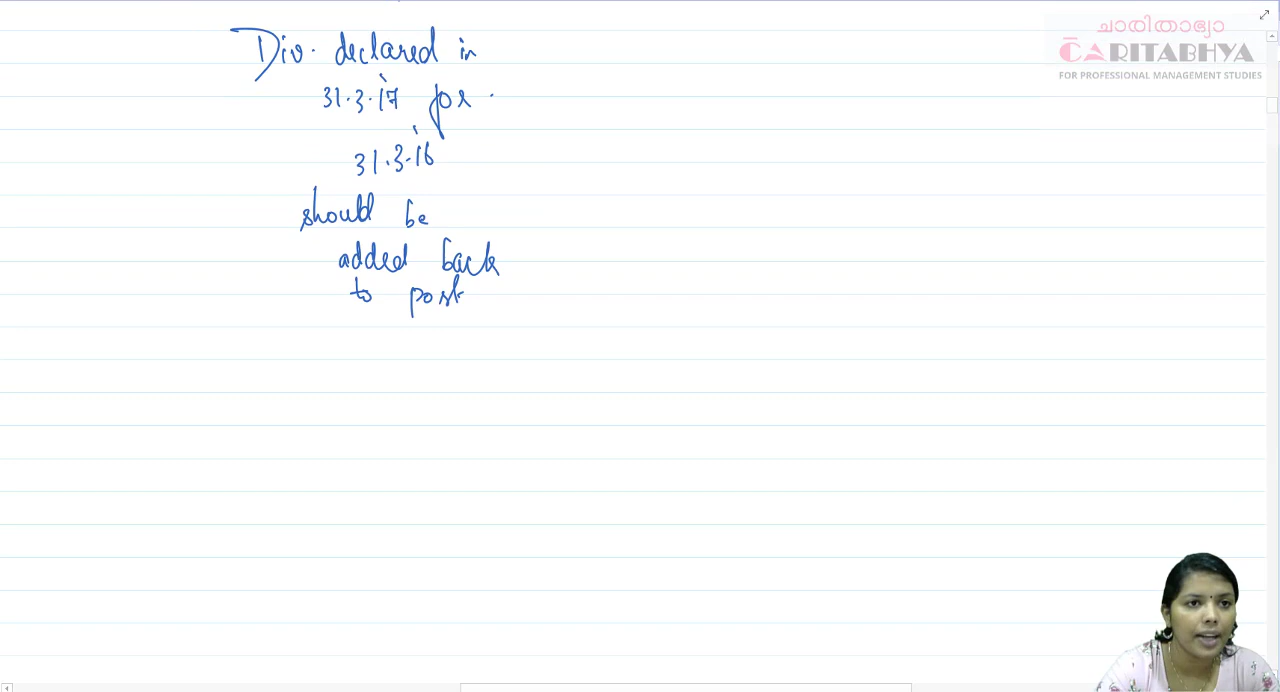 Div. declared in
31.3.17 for
31.3.16
should be
added back
to post
ചാരിതാഭ്യാ
CĀRITABHYA
FOR PROFESSIONAL MANAGEMENT STUDIES